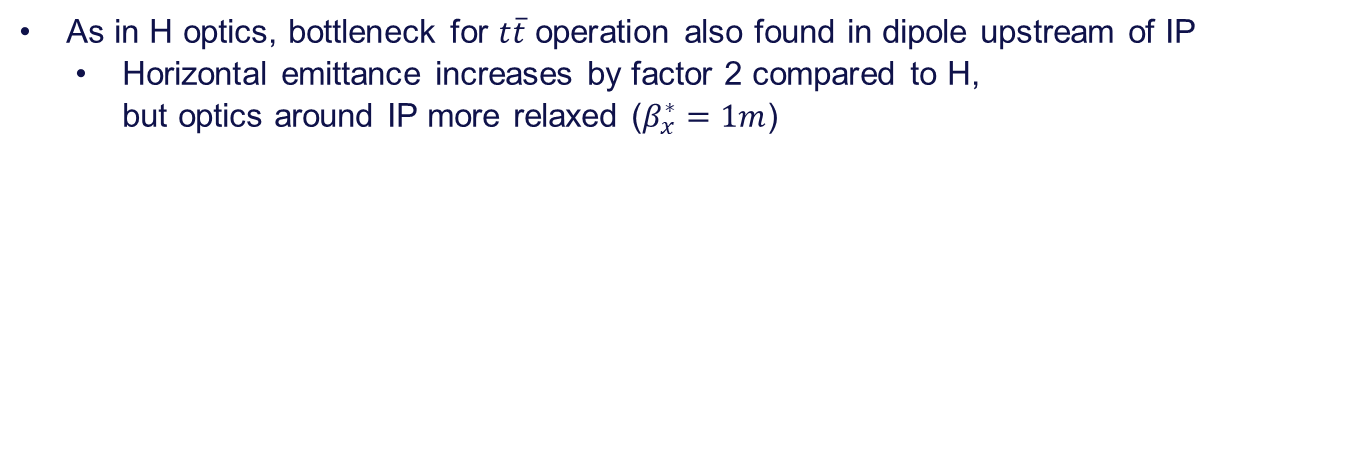 • As in H optics, bottleneck for tt̄ operation also found in dipole upstream of IP
• Horizontal emittance increases by factor 2 compared to H,
but optics around IP more relaxed (βₓ* = 1m)